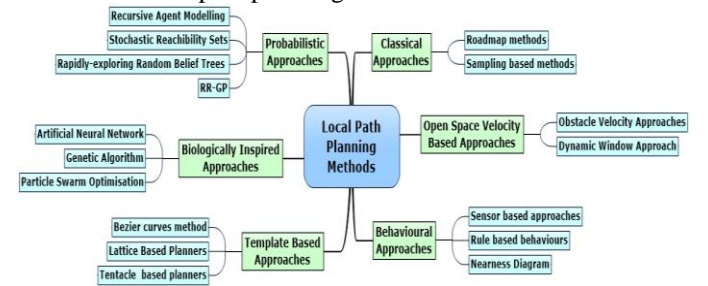 Recursive Agent Modelling
Stochastic Reachibility Sets
Rapidly-exploring Random Belief Trees
RR-GP
Probabilistic
Approaches
Classical
Approaches
Roadmap methods
Sampling based methods
Artificial Neural Network
Genetic Algorithm
Particle Swarm Optimisation
Biologically Inspired
Approaches
Local Path
Planning
Methods
Open Space Velocity
Based Approaches
Obstacle Velocity Approaches
Dynamic Window Approach
Bezier curves method
Lattice Based Planners
Tentacle based planners
Template Based
Approaches
Behavioural
Approaches
Sensor based approaches
Rule based behaviours
Nearness Diagram